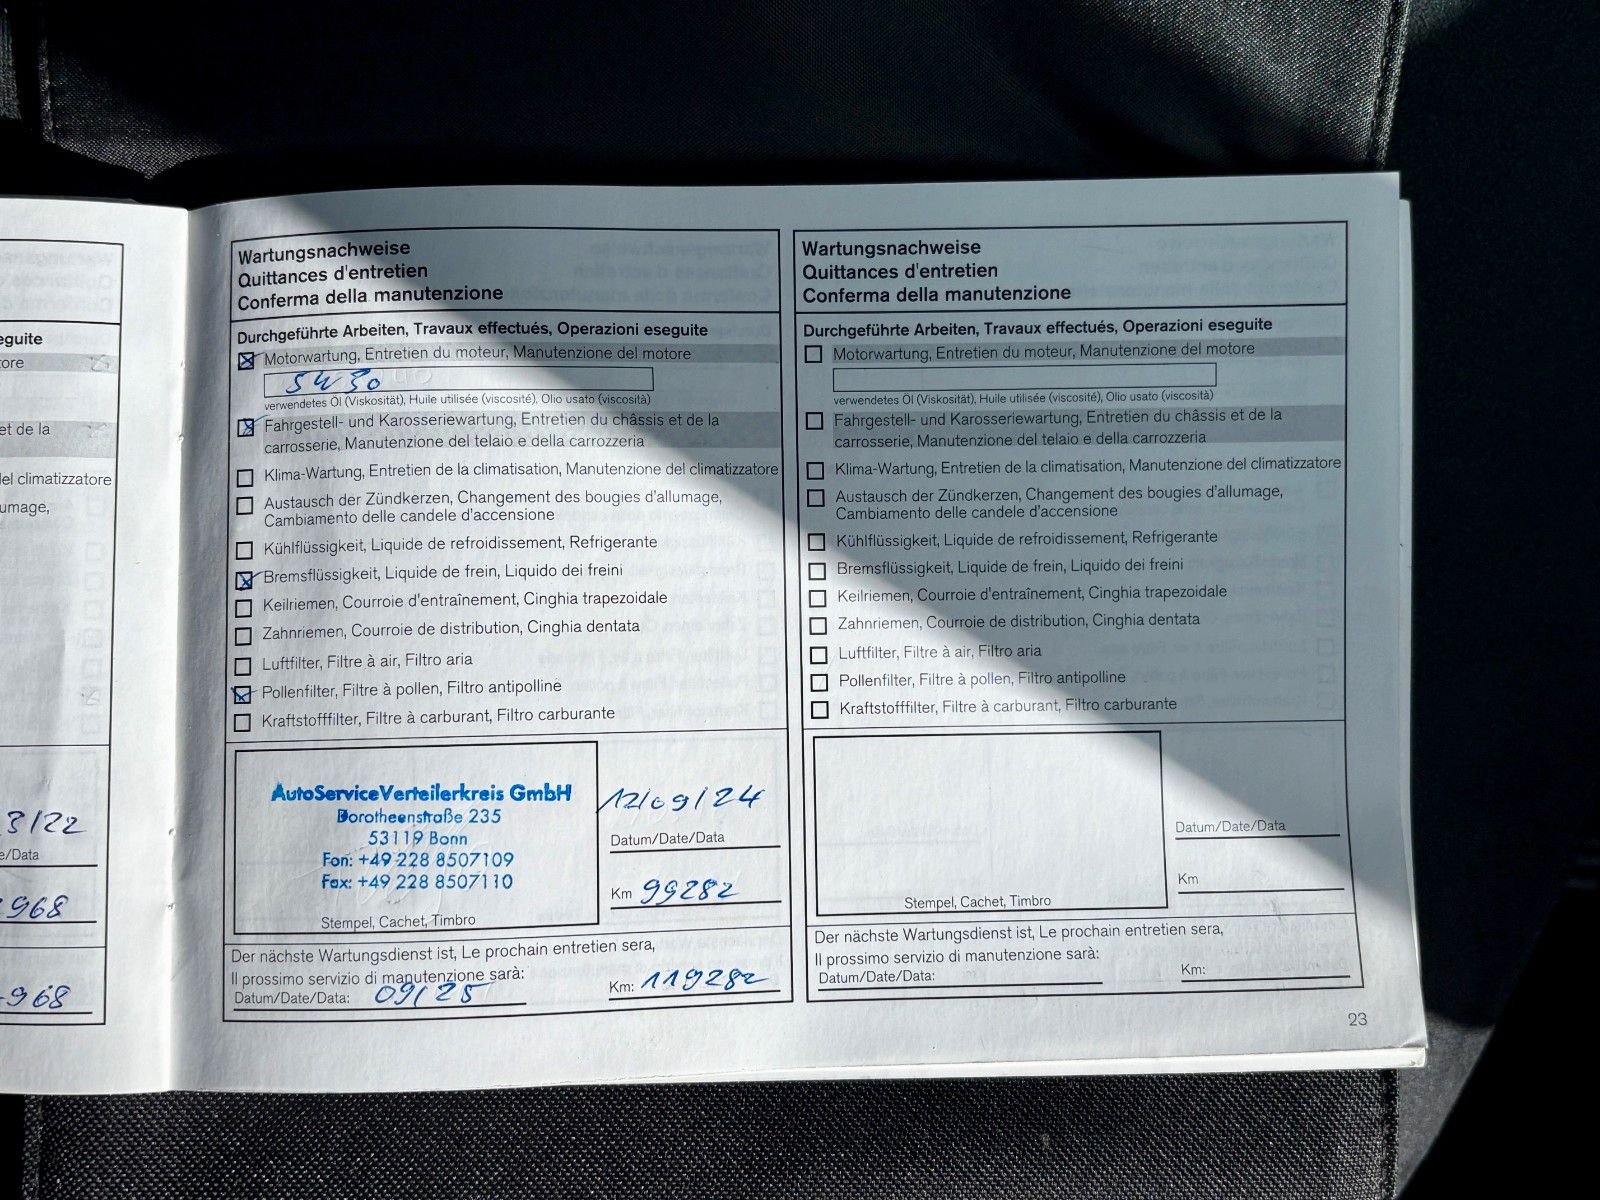 eguite
ore
et de la
lel climatizzatore
umage,
3/22
e/Data
968
968
Wartungsnachweise
Quittances d'entretien
Conferma della manutenzione
Durchgeführte Arbeiten, Travaux effectués, Operazioni eseguite
Motorwartung, Entretien du moteur, Manutenzione del motore
5W30
verwendetes Öl (Viskosität), Huile utilisée (viscosité), Olio usato (viscosità)
Fahrgestell- und Karosseriewartung, Entretien du châssis et de la
carrosserie, Manutenzione del telaio e della carrozzeria
Klima-Wartung, Entretien de la climatisation, Manutenzione del climatizzatore
Austausch der Zündkerzen, Changement des bougies d'allumage,
Cambiamento delle candele d'accensione
Kühlflüssigkeit, Liquide de refroidissement, Refrigerante
Bremsflüssigkeit, Liquide de frein, Liquido dei freini
Keilriemen, Courroie d'entraînement, Cinghia trapezoidale
Zahnriemen, Courroie de distribution, Cinghia dentata
Luftfilter, Filtre à air, Filtro aria
Pollenfilter, Filtre à pollen, Filtro antipolline
Kraftstofffilter, Filtre à carburant, Filtro carburante
AutoServiceVerteilerkreis GmbH
Dorotheenstraße 235
53119 Bonn
Fon: +49 228 8507109
Fax: +49 228 8507110
Stempel, Cachet, Timbro
12/09/24
Datum/Date/Data
Km 99282
Der nächste Wartungsdienst ist, Le prochain entretien sera,
Il prossimo servizio di manutenzione sarà:
Datum/Date/Data: 09/25
Km: 119282
Wartungsnachweise
Quittances d'entretien
Conferma della manutenzione
Durchgeführte Arbeiten, Travaux effectués, Operazioni eseguite
Motorwartung, Entretien du moteur, Manutenzione del motore
verwendetes Öl (Viskosität), Huile utilisée (viscosité), Olio usato (viscosità)
Fahrgestell- und Karosseriewartung, Entretien du châssis et de la
carrosserie, Manutenzione del telaio e della carrozzeria
Klima-Wartung, Entretien de la climatisation, Manutenzione del climatizzatore
Austausch der Zündkerzen, Changement des bougies d'allumage,
Cambiamento delle candele d'accensione
Kühlflüssigkeit, Liquide de refroidissement, Refrigerante
Bremsflüssigkeit, Liquide de frein, Liquido dei freini
Keilriemen, Courroie d'entraînement, Cinghia trapezoidale
Zahnriemen, Courroie de distribution, Cinghia dentata
Luftfilter, Filtre à air, Filtro aria
Pollenfilter, Filtre à pollen, Filtro antipolline
Kraftstofffilter, Filtre à carburant, Filtro carburante
Stempel, Cachet, Timbro
Datum/Date/Data
Km
Der nächste Wartungsdienst ist, Le prochain entretien sera,
Il prossimo servizio di manutenzione sarà:
Datum/Date/Data:
Km:
23